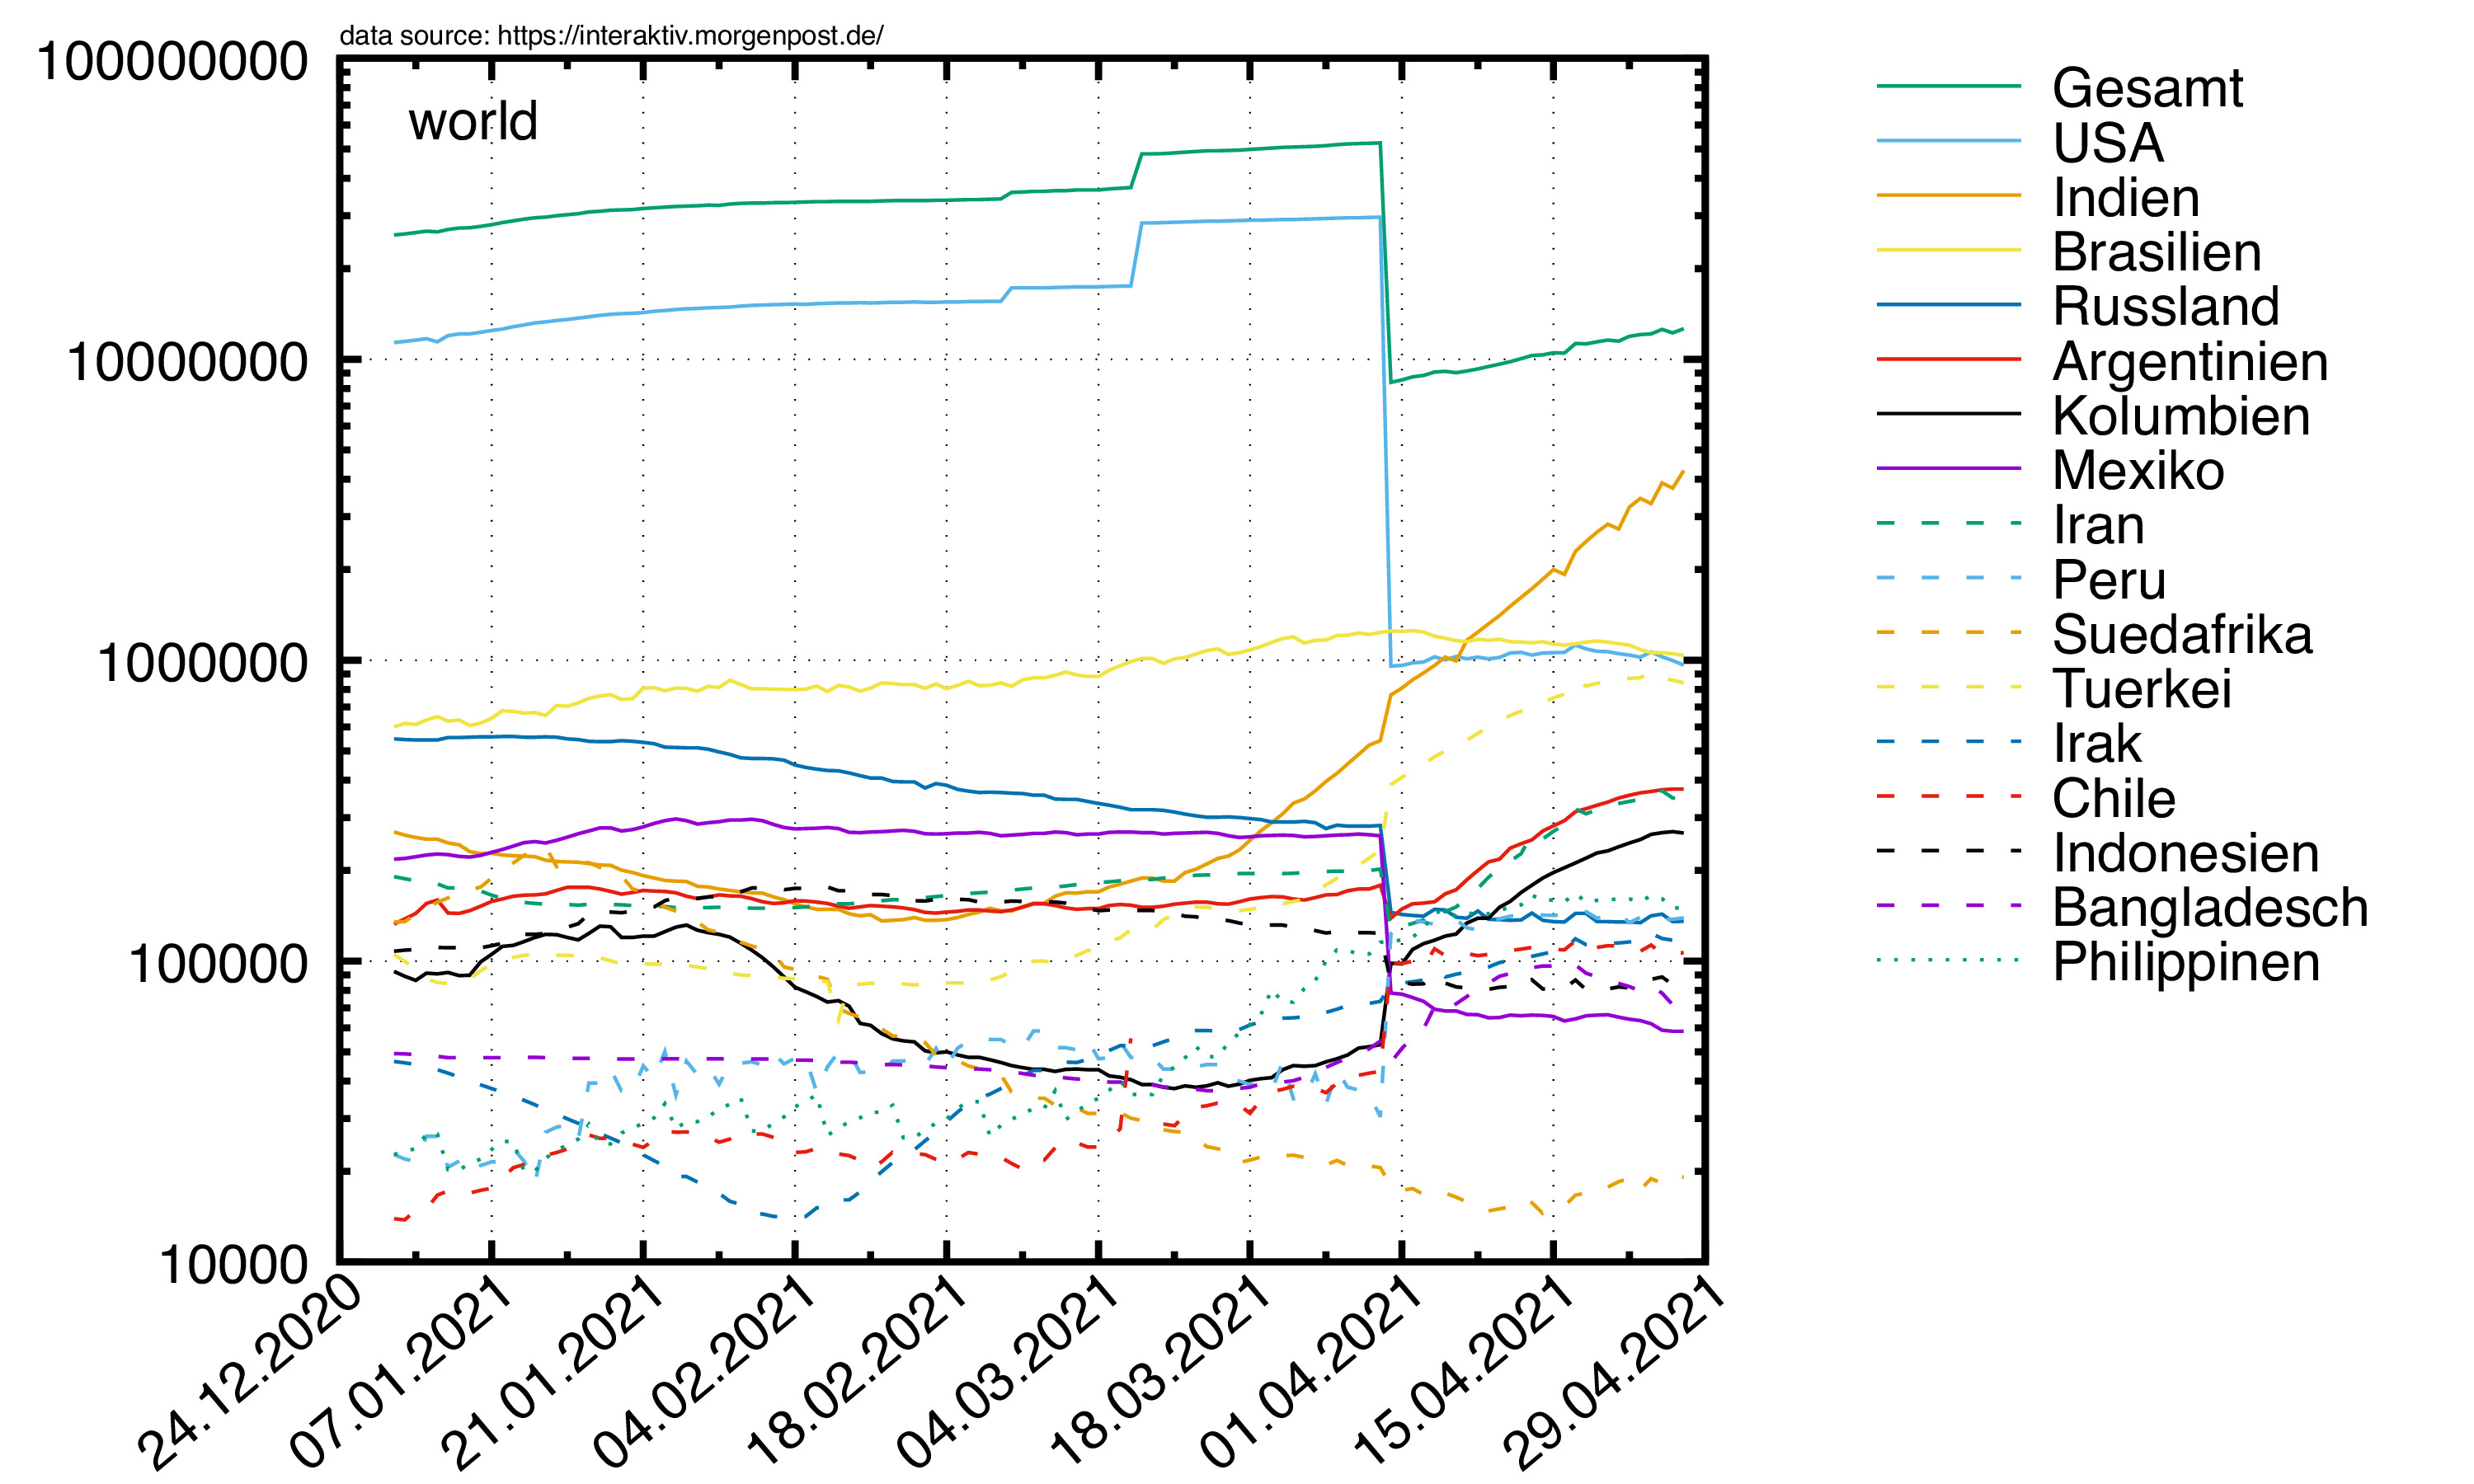 data source: https://interaktiv.morgenpost.de/
world
100000000
10000000
1000000
100000
10000
24.12.2020
07.01.2021
21.01.2021
04.02.2021
18.02.2021
04.03.2021
18.03.2021
01.04.2021
15.04.2021
29.04.2021
Gesamt
USA
Indien
Brasilien
Russland
Argentinien
Kolumbien
Mexiko
Iran
Peru
Suedafrika
Tuerkei
Irak
Chile
Indonesien
Bangladesch
Philippinen